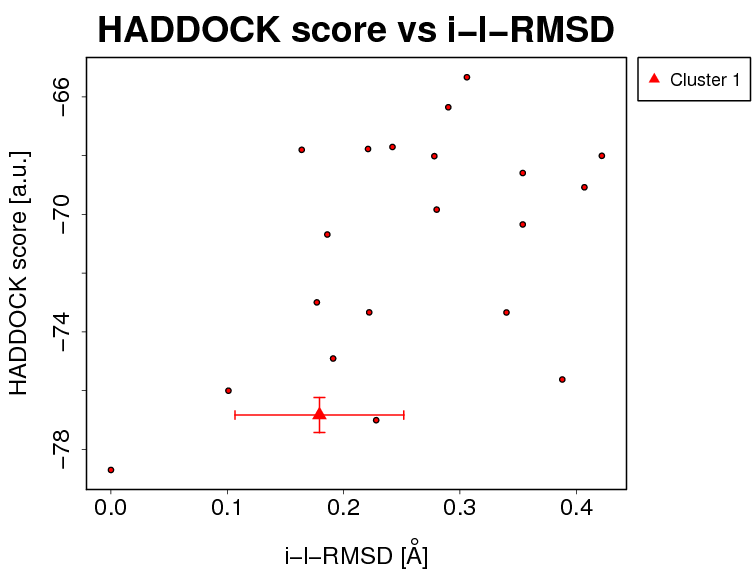 HADDOCK score vs i−l−RMSD
Cluster 1
HADDOCK score [a.u.]
−66
−70
−74
−78
0.0 0.1 0.2 0.3 0.4
i−l−RMSD [Å]